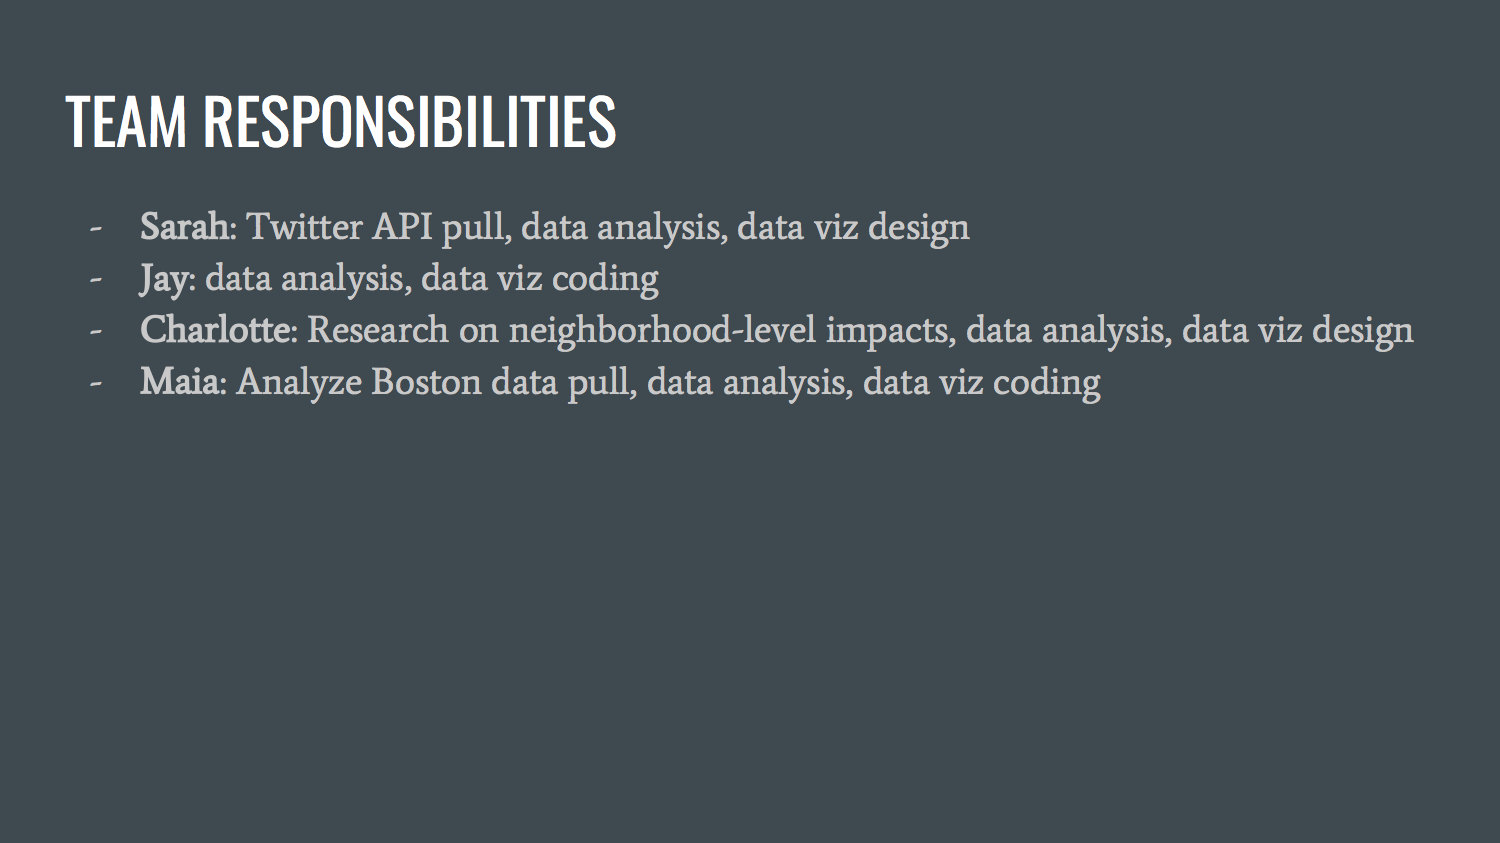 TEAM RESPONSIBILITIES
- Sarah: Twitter API pull, data analysis, data viz design
- Jay: data analysis, data viz coding
- Charlotte: Research on neighborhood-level impacts, data analysis, data viz design
- Maia: Analyze Boston data pull, data analysis, data viz coding